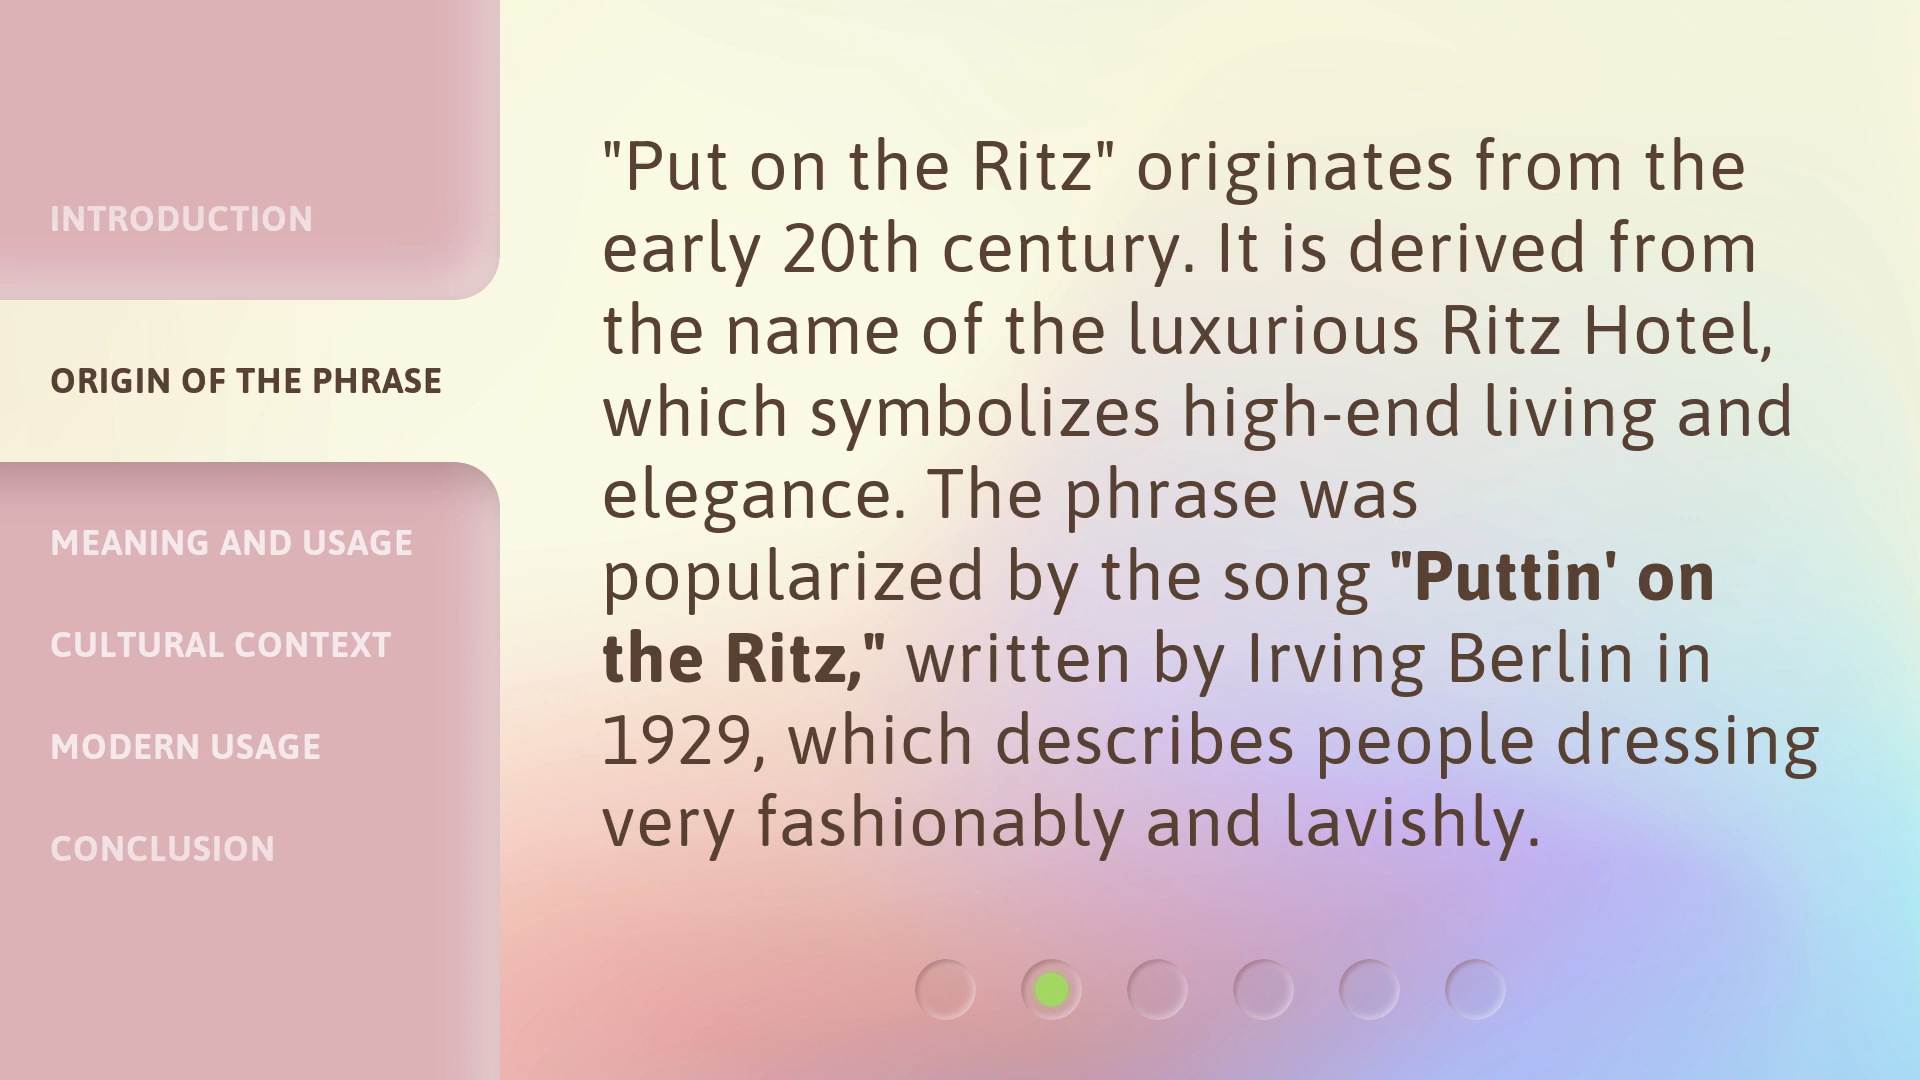 INTRODUCTION
ORIGIN OF THE PHRASE
MEANING AND USAGE
CULTURAL CONTEXT
MODERN USAGE
CONCLUSION
"Put on the Ritz" originates from the
early 20th century. It is derived from
the name of the luxurious Ritz Hotel,
which symbolizes high-end living and
elegance. The phrase was
popularized by the song "Puttin' on
the Ritz," written by Irving Berlin in
1929, which describes people dressing
very fashionably and lavishly.